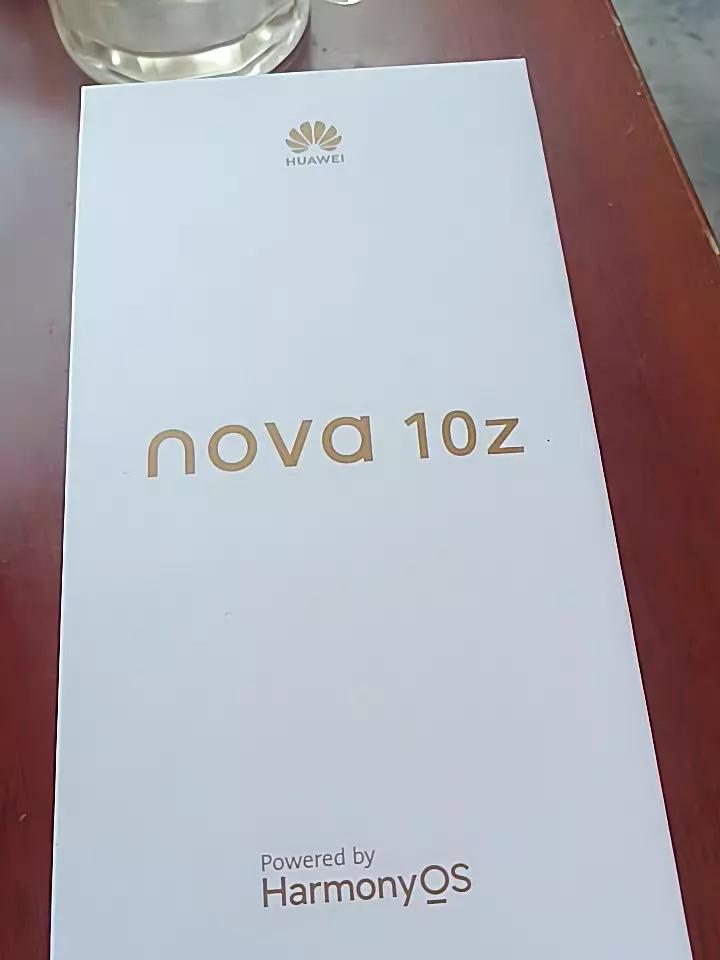 HUAWEI
nova 10z
Powered by
HarmonyOS